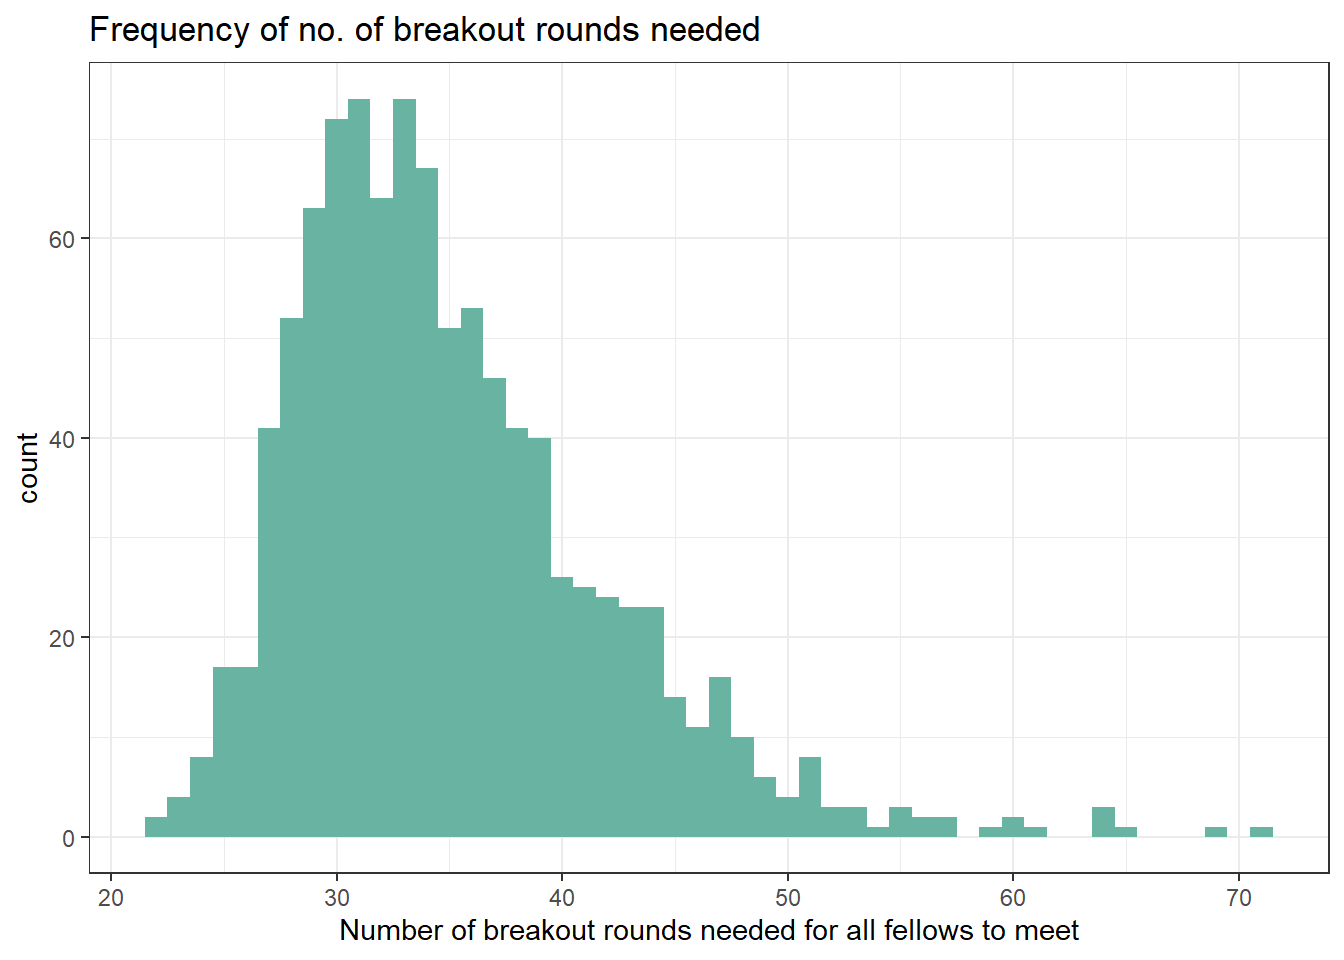 Frequency of no. of breakout rounds needed
count
60
40
20
0
20 30 40 50 60 70
Number of breakout rounds needed for all fellows to meet